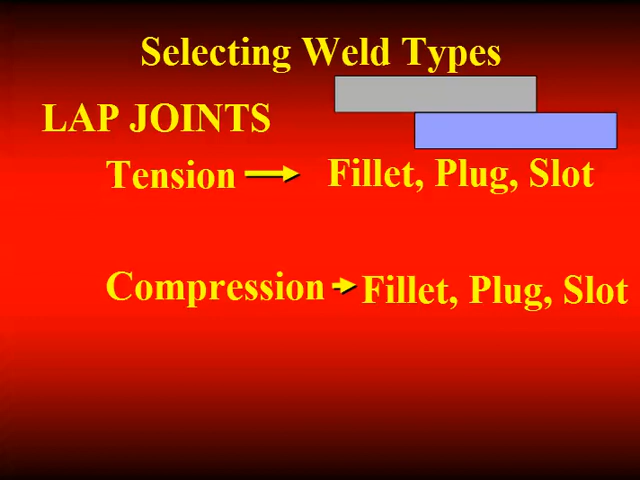 Selecting Weld Types
LAP JOINTS
Tension Fillet, Plug, Slot
Compression Fillet, Plug, Slot